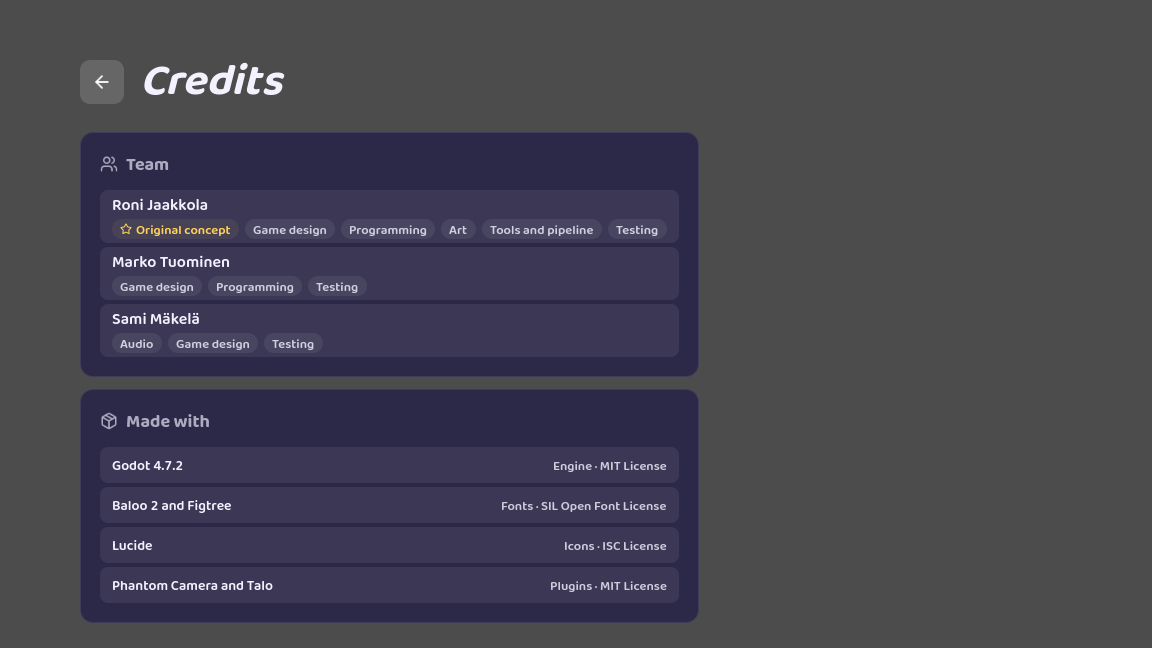 Credits
Team
Roni Jaakkola
Original concept Game design Programming Art Tools and pipeline Testing
Marko Tuominen
Game design Programming Testing
Sami Mäkelä
Audio Game design Testing
Made with
Godot 4.7.2 Engine · MIT License
Baloo 2 and Figtree Fonts · SIL Open Font License
Lucide Icons · ISC License
Phantom Camera and Talo Plugins · MIT License